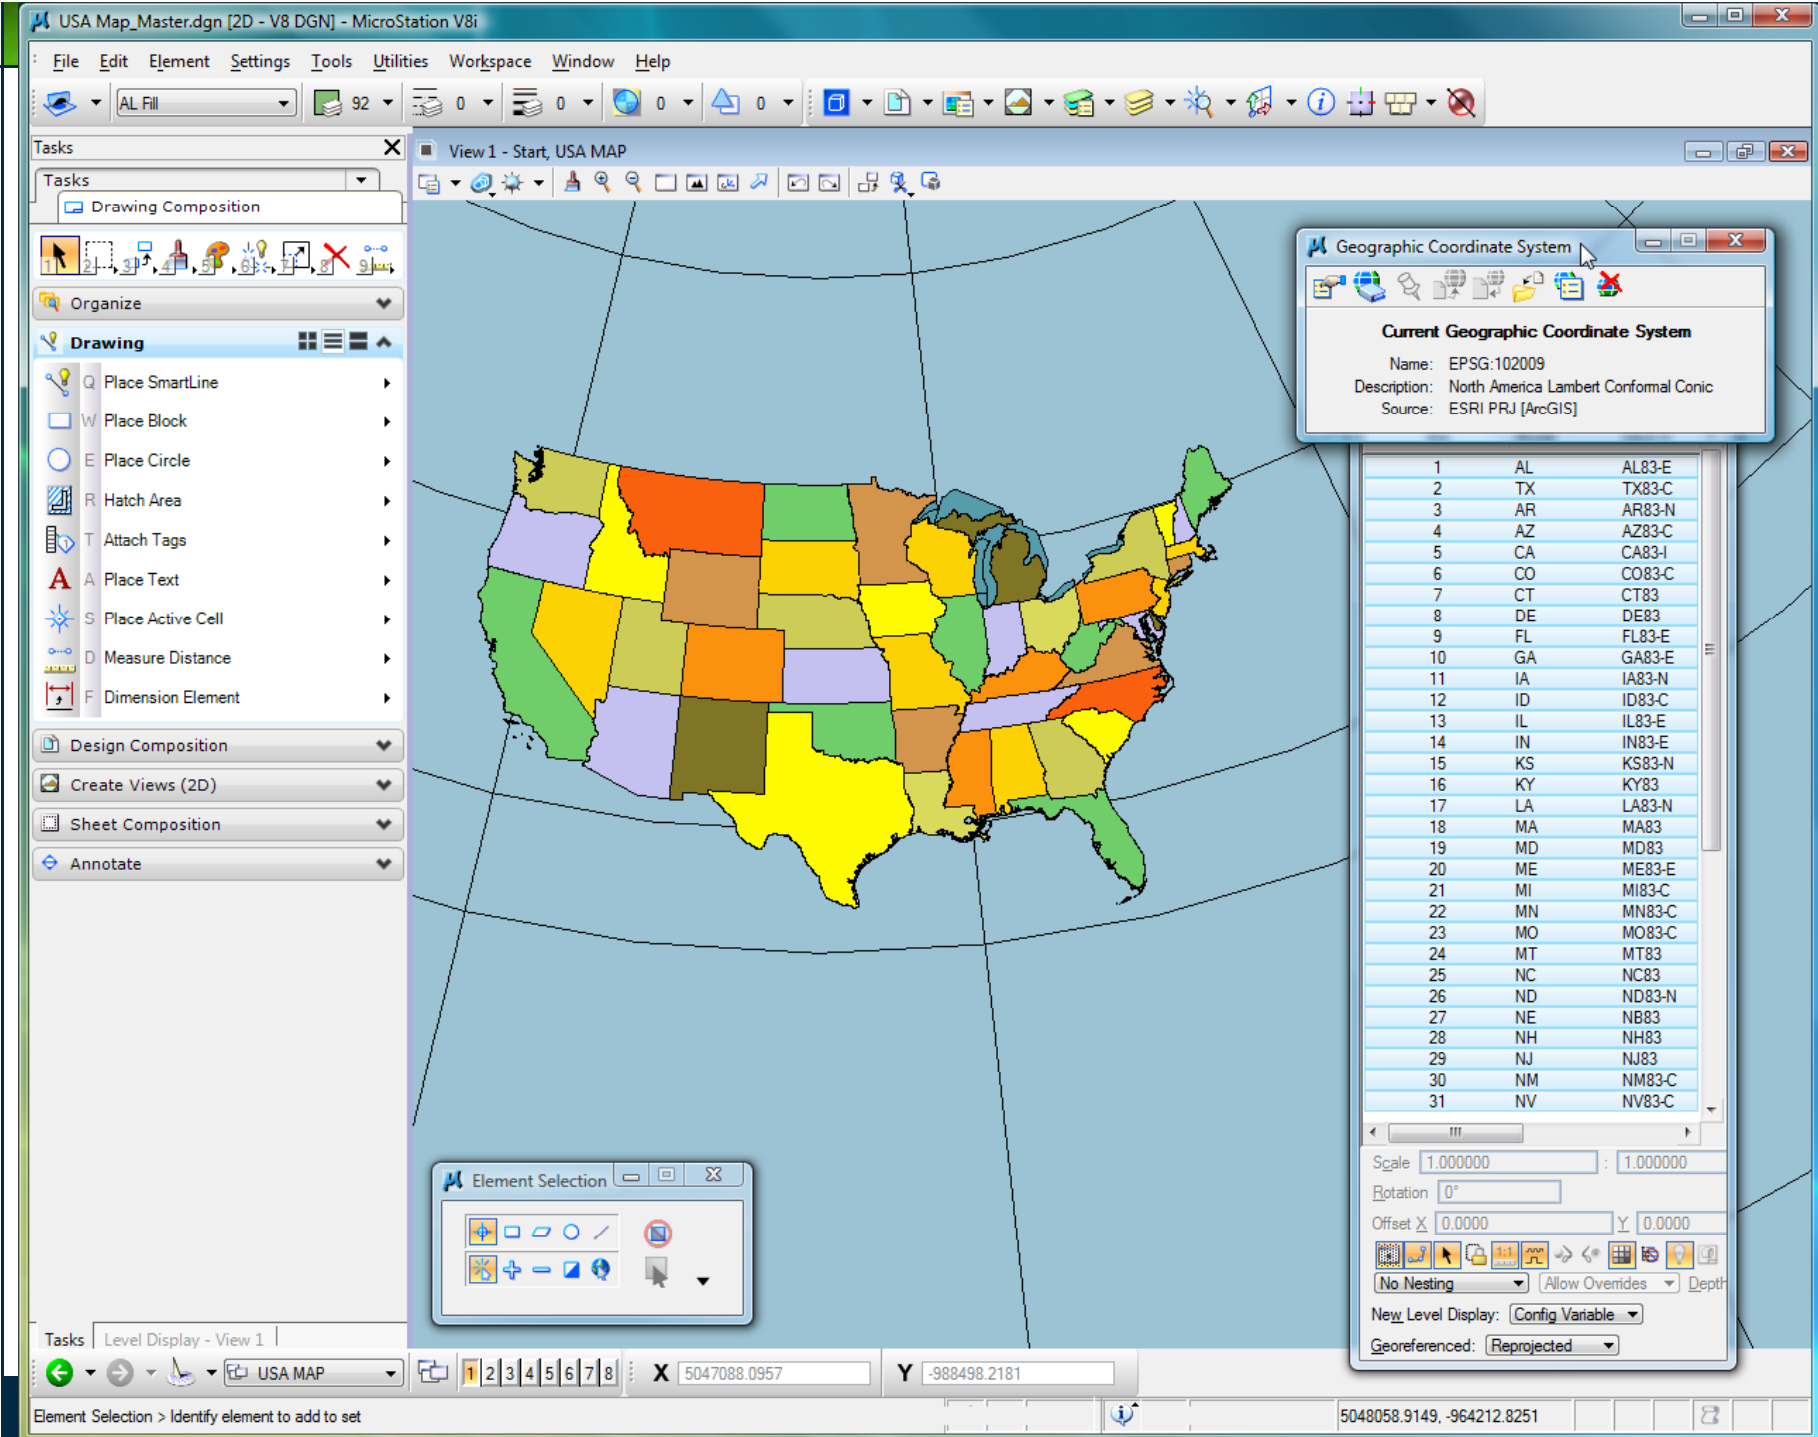 USA Map_Master.dgn [2D - V8 DGN] - MicroStation V8i
File Edit Element Settings Tools Utilities Workspace Window Help
AL Fill 92 0 0 0 0
Tasks
Tasks
Drawing Composition
1 2 3 4 5 6 7 8 9
Organize
Drawing
Q Place SmartLine
W Place Block
E Place Circle
R Hatch Area
T Attach Tags
A Place Text
S Place Active Cell
D Measure Distance
F Dimension Element
Design Composition
Create Views (2D)
Sheet Composition
Annotate
Tasks Level Display - View 1
View 1 - Start, USA MAP
Geographic Coordinate System
Current Geographic Coordinate System
Name: EPSG:102009
Description: North America Lambert Conformal Conic
Source: ESRI PRJ [ArcGIS]
1 AL AL83-E
2 TX TX83-C
3 AR AR83-N
4 AZ AZ83-C
5 CA CA83-I
6 CO CO83-C
7 CT CT83
8 DE DE83
9 FL FL83-E
10 GA GA83-E
11 IA IA83-N
12 ID ID83-C
13 IL IL83-E
14 IN IN83-E
15 KS KS83-N
16 KY KY83
17 LA LA83-N
18 MA MA83
19 MD MD83
20 ME ME83-E
21 MI MI83-C
22 MN MN83-C
23 MO MO83-C
24 MT MT83
25 NC NC83
26 ND ND83-N
27 NE NB83
28 NH NH83
29 NJ NJ83
30 NM NM83-C
31 NV NV83-C
Scale 1.000000 : 1.000000
Rotation 0°
Offset X 0.0000 Y 0.0000
1:1
No Nesting Allow Overrides Depth
New Level Display: Config Variable
Georeferenced: Reprojected
Element Selection
USA MAP 1 2 3 4 5 6 7 8 X 5047088.0957 Y -988498.2181
Element Selection > Identify element to add to set
5048058.9149, -964212.8251